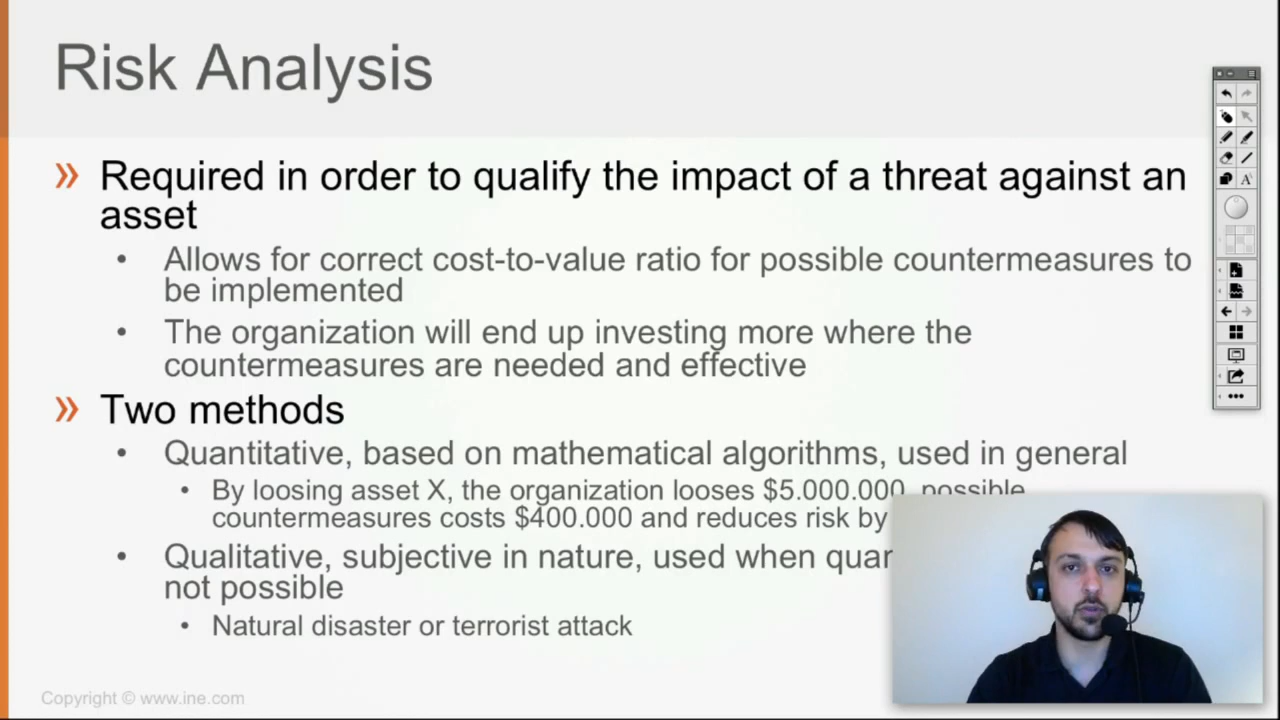 Risk Analysis
» Required in order to qualify the impact of a threat against an
asset
• Allows for correct cost-to-value ratio for possible countermeasures to
be implemented
• The organization will end up investing more where the
countermeasures are needed and effective
» Two methods
• Quantitative, based on mathematical algorithms, used in general
• By loosing asset X, the organization looses $5.000.000, possible
countermeasures costs $400.000 and reduces risk by
• Qualitative, subjective in nature, used when
not possible
• Natural disaster or terrorist attack
Copyright © www.ine.com